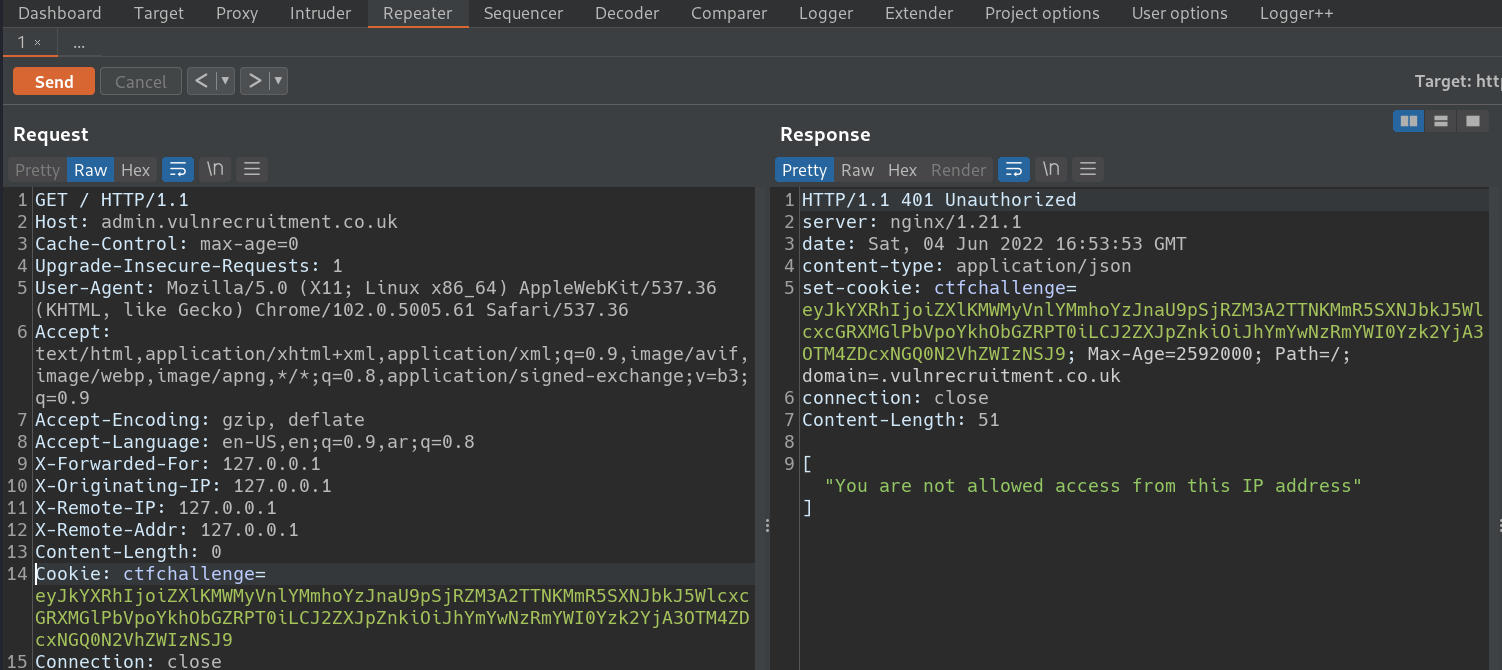 Dashboard Target Proxy Intruder Repeater Sequencer Decoder Comparer Logger Extender Project options User options Logger++
1 × ...
Send Cancel < ▼ > ▼ Target: http
Request
Pretty Raw Hex \n
1 GET / HTTP/1.1
2 Host: admin.vulnrecruitment.co.uk
3 Cache-Control: max-age=0
4 Upgrade-Insecure-Requests: 1
5 User-Agent: Mozilla/5.0 (X11; Linux x86_64) AppleWebKit/537.36
(KHTML, like Gecko) Chrome/102.0.5005.61 Safari/537.36
6 Accept:
text/html,application/xhtml+xml,application/xml;q=0.9,image/avif,
image/webp,image/apng,*/*;q=0.8,application/signed-exchange;v=b3;
q=0.9
7 Accept-Encoding: gzip, deflate
8 Accept-Language: en-US,en;q=0.9,ar;q=0.8
9 X-Forwarded-For: 127.0.0.1
10 X-Originating-IP: 127.0.0.1
11 X-Remote-IP: 127.0.0.1
12 X-Remote-Addr: 127.0.0.1
13 Content-Length: 0
14 Cookie: ctfchallenge=
eyJkYXRhIjoiZXlKMWMyVnlYMmhoYzJnaU9pSjRZM3A2TTNKMmR5SXNJbkJ5Wlcxc
GRXMGlPbVpoYkhObGZRPT0iLCJ2ZXJpZnkiOiJhYmYwNzRmYWI0Yzk2YjA3OTM4ZD
cxNGQ0N2VhZWIzNSJ9
15 Connection: close
Response
Pretty Raw Hex Render \n
1 HTTP/1.1 401 Unauthorized
2 server: nginx/1.21.1
3 date: Sat, 04 Jun 2022 16:53:53 GMT
4 content-type: application/json
5 set-cookie: ctfchallenge=
eyJkYXRhIjoiZXlKMWMyVnlYMmhoYzJnaU9pSjRZM3A2TTNKMmR5SXNJbkJ5Wl
cxcGRXMGlPbVpoYkhObGZRPT0iLCJ2ZXJpZnkiOiJhYmYwNzRmYWI0Yzk2YjA3
OTM4ZDcxNGQ0N2VhZWIzNSJ9; Max-Age=2592000; Path=/;
domain=.vulnrecruitment.co.uk
6 connection: close
7 Content-Length: 51
8
9 [
"You are not allowed access from this IP address"
]